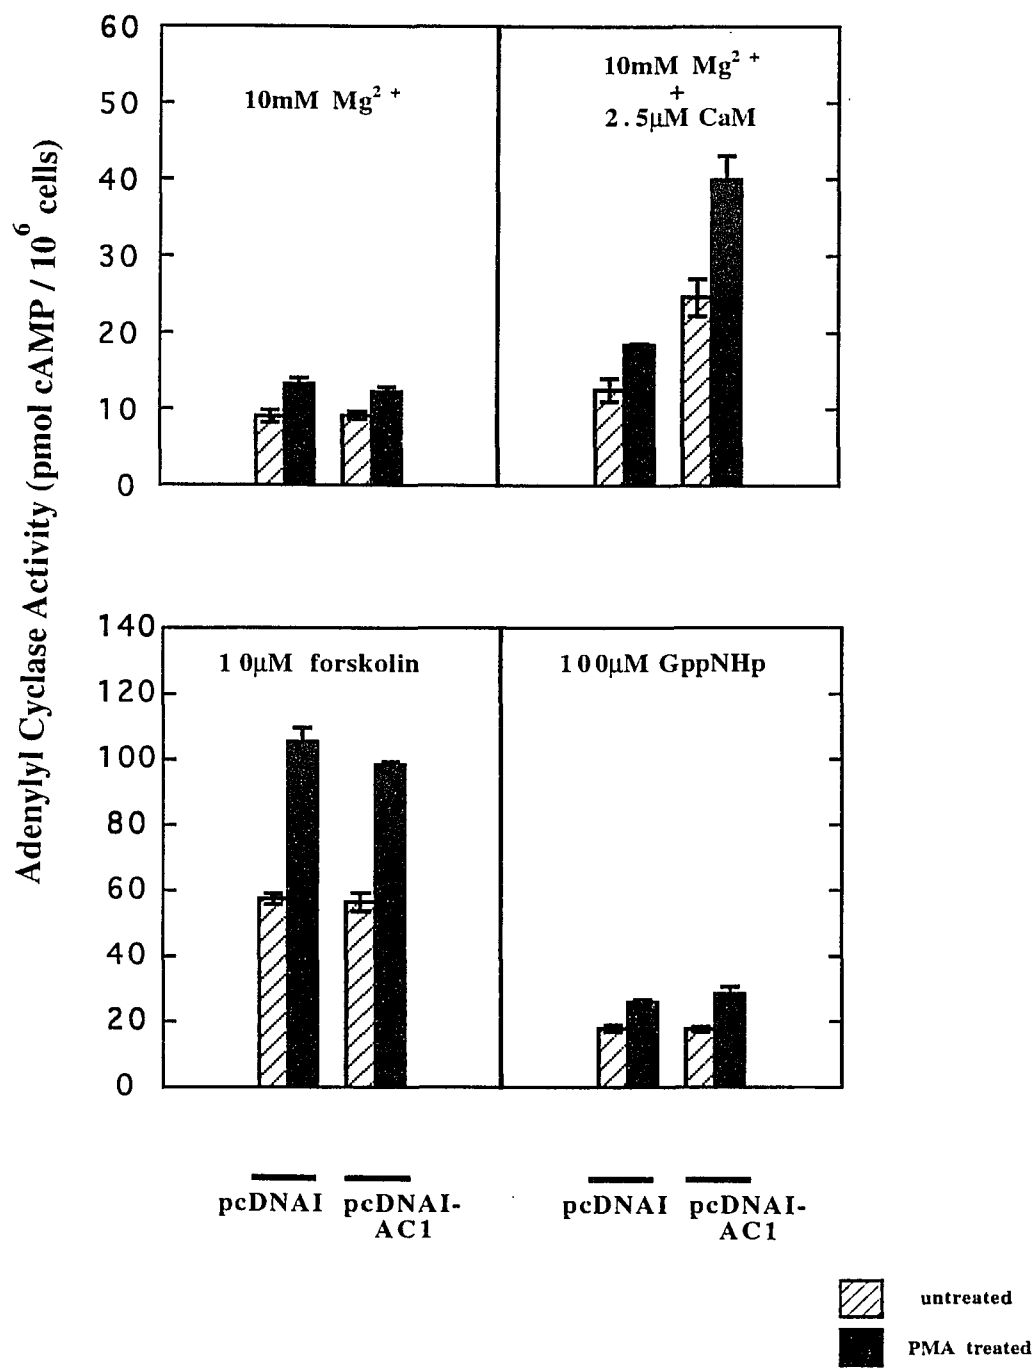 Adenylyl Cyclase Activity (pmol cAMP / 10⁶ cells)
60
50
40
30
20
10
0
10mM Mg²⁺
10mM Mg²⁺
+
2.5μM CaM
140
120
100
80
60
40
20
0
10μM forskolin
100μM GppNHp
pcDNAI pcDNAI- pcDNAI pcDNAI-
AC1 AC1
untreated
PMA treated